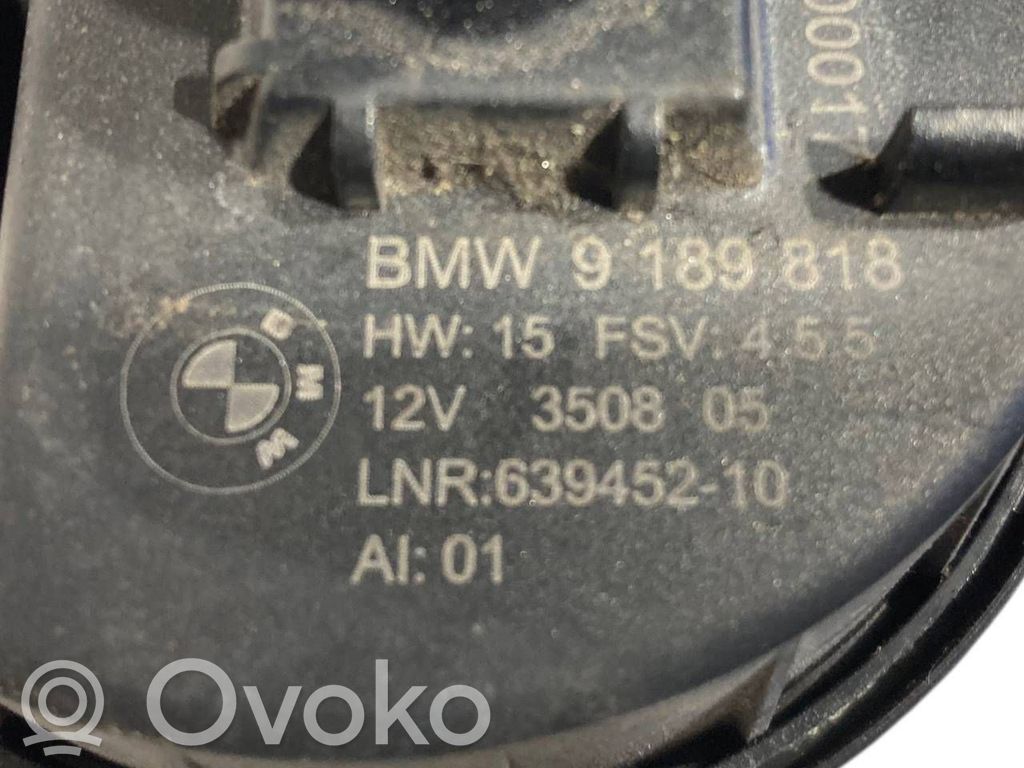 00017
BMW 9 189 818
HW: 15 FSV: 4 5 5
12V 3508 05
LNR:639452-10
AI: 01
B M W
Ovoko